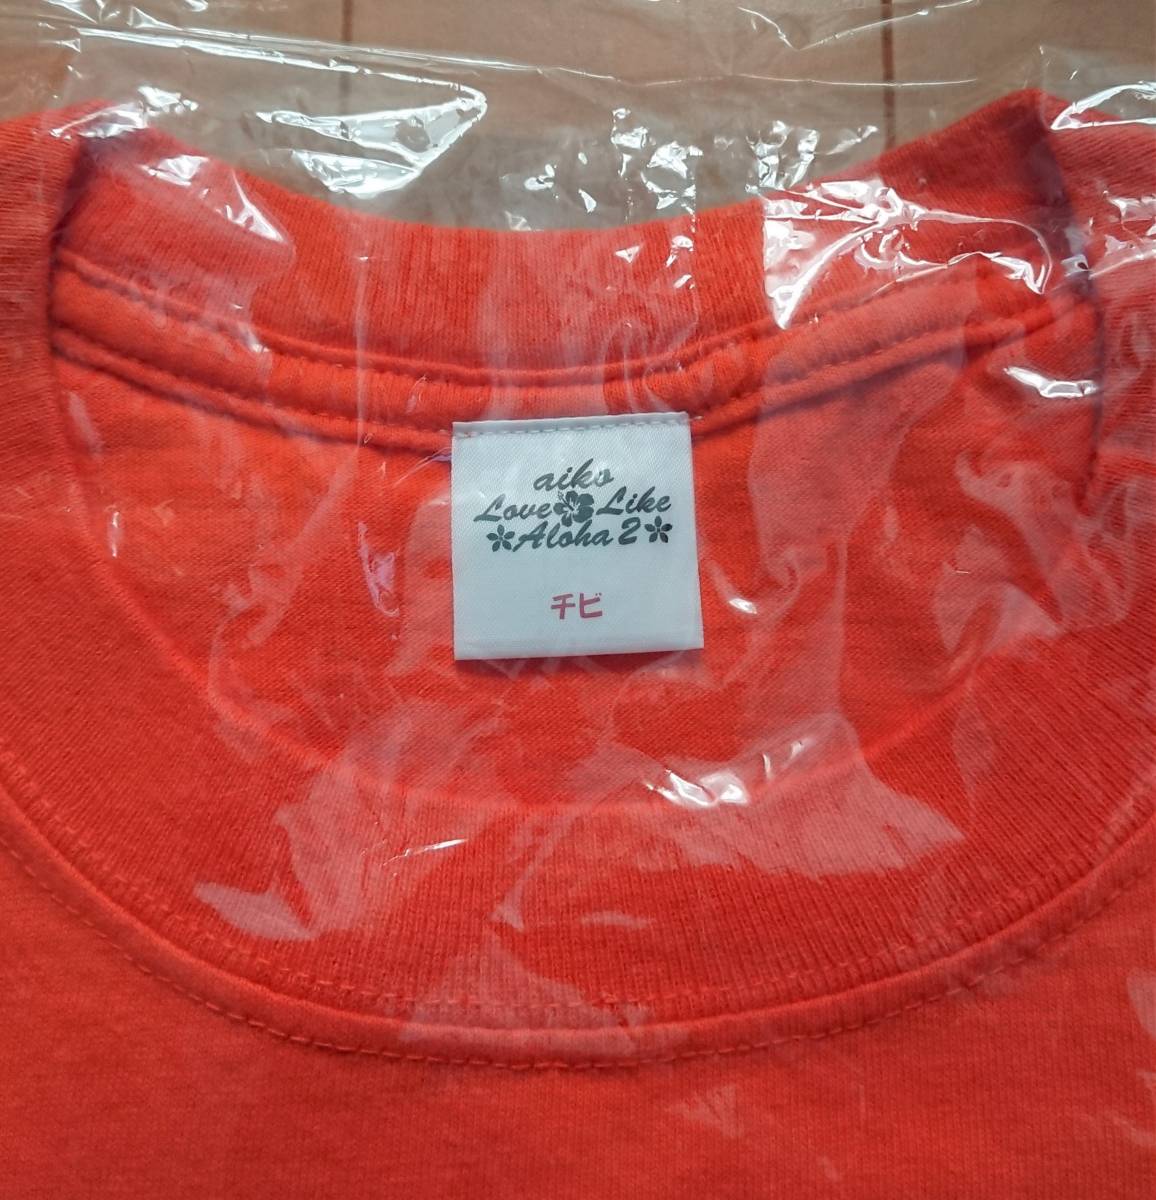 aiko
Love Like
Aloha 2
チビ